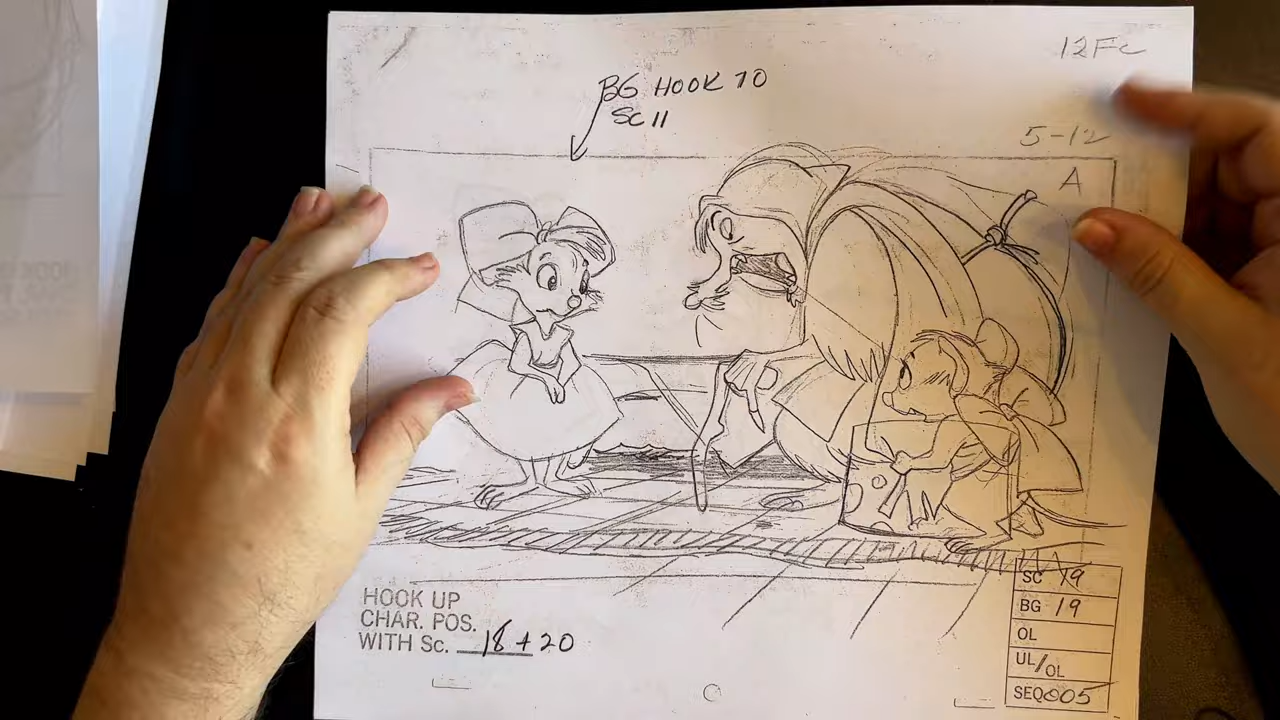 12Fc
BG HOOK TO
Sc 11
5-12
A
HOOK UP
CHAR. POS.
WITH Sc. 18 + 20
SC 19
BG 19
OL
UL/OL
SEQ 005